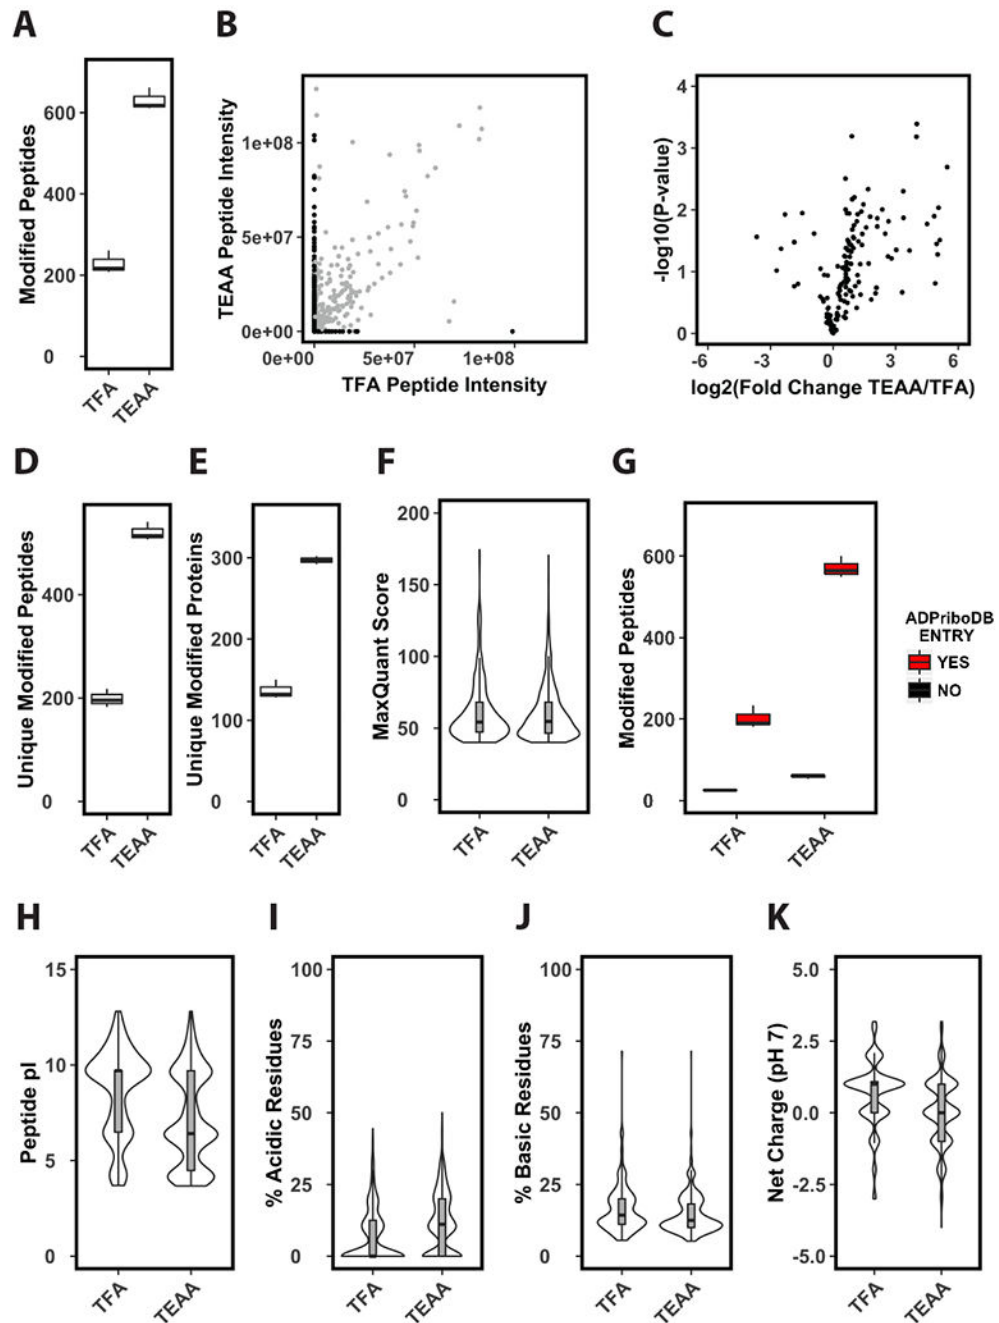 A
Modified Peptides
600
400
200
0
TFA
TEAA
B
TEAA Peptide Intensity
1e+08
5e+07
0e+00
0e+00
5e+07
1e+08
TFA Peptide Intensity
C
-log10(P-value)
4
3
2
1
0
-6
-3
0
3
6
log2(Fold Change TEAA/TFA)
D
Unique Modified Peptides
400
200
0
TFA
TEAA
E
Unique Modified Proteins
300
200
100
0
TFA
TEAA
F
MaxQuant Score
200
150
100
50
0
TFA
TEAA
G
Modified Peptides
600
400
200
0
TFA
TEAA
ADPriboDB
ENTRY
YES
NO
H
Peptide pI
15
10
5
0
TFA
TEAA
I
% Acidic Residues
100
75
50
25
0
TFA
TEAA
J
% Basic Residues
100
75
50
25
0
TFA
TEAA
K
Net Charge (pH 7)
5.0
2.5
0.0
-2.5
-5.0
TFA
TEAA